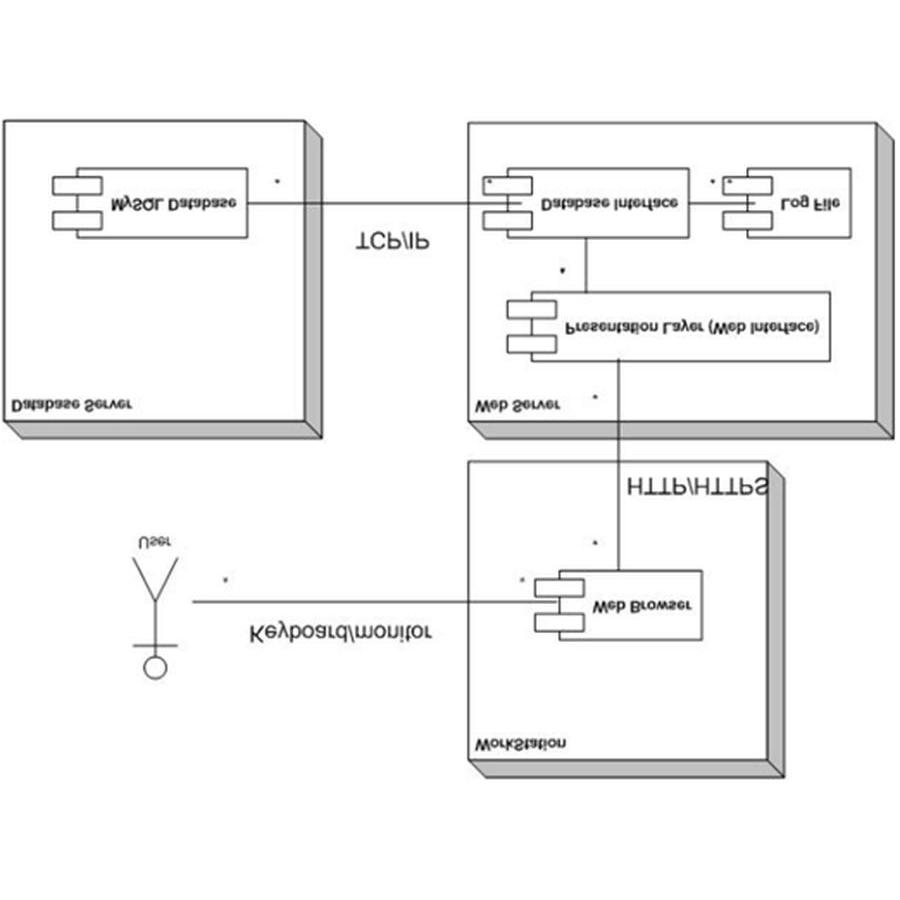 MySQL Database
Database Interface
Log File
TCP/IP
Presentation Layer (Web Interface)
Database Server
Web Server
HTTP/HTTPS
User
Web Browser
Keyboard/monitor
WorkStation